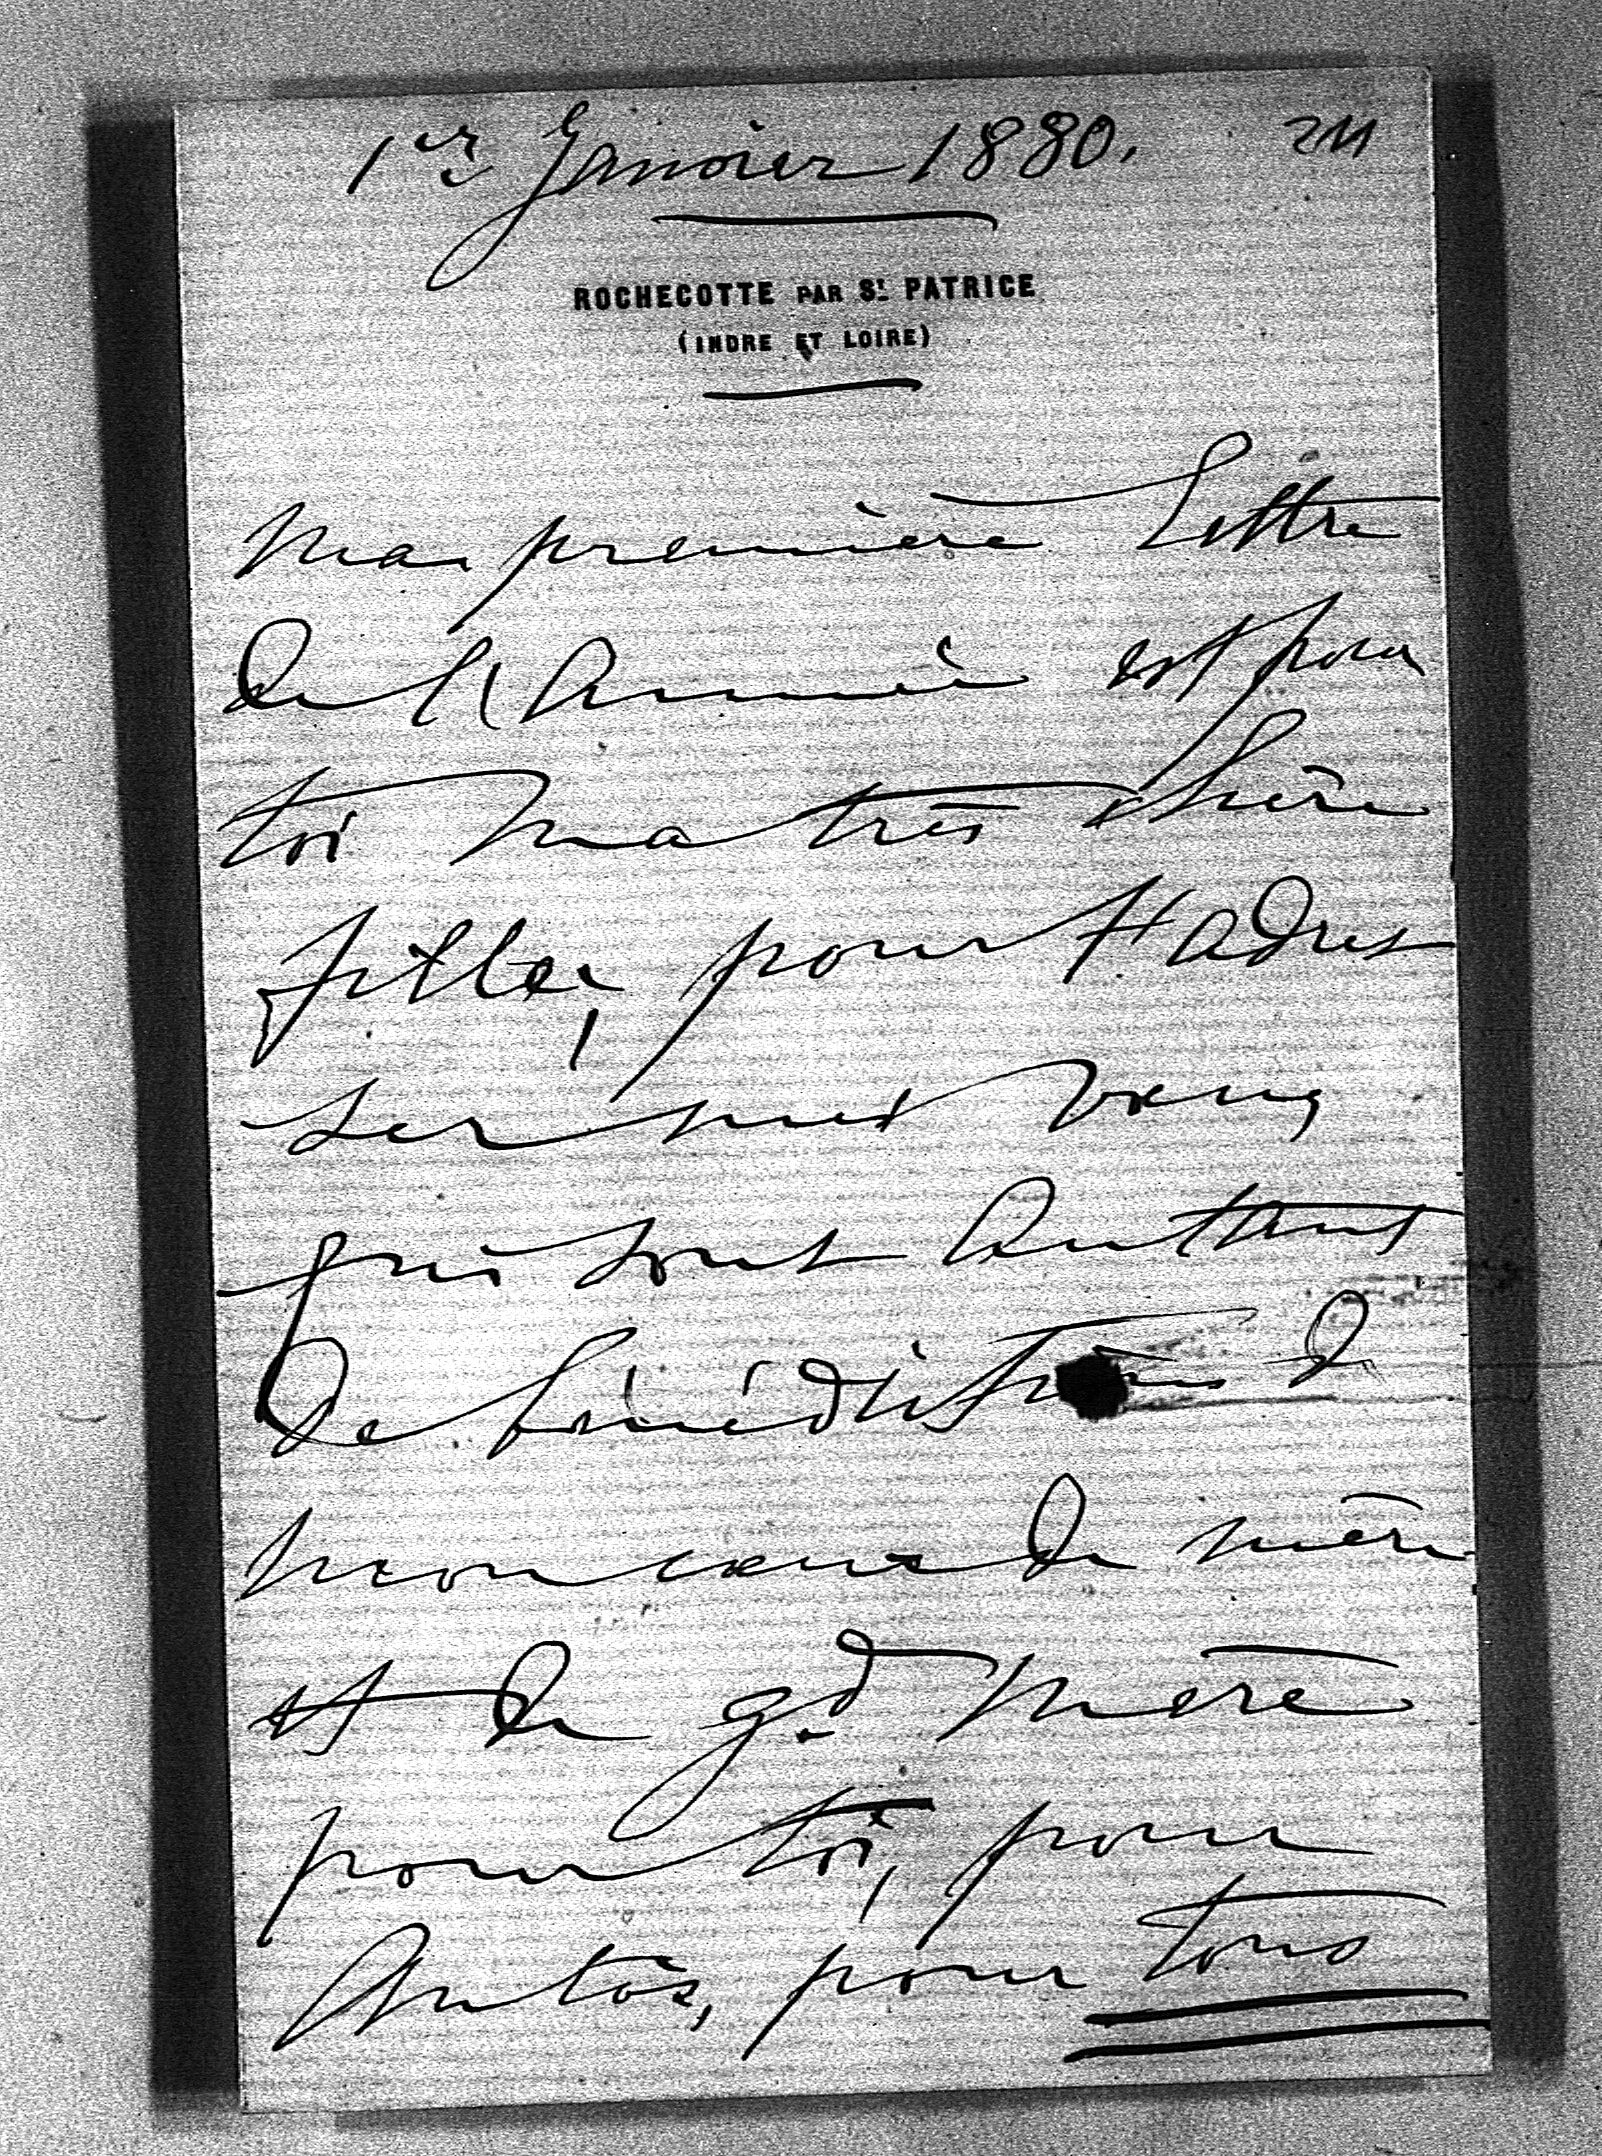 1er Janvier 1880. 211
ROCHECOTTE PAR ST. PATRICE
(INDRE ET LOIRE)
Ma première Lettre
de l'Année est pour
toi ma très chère
fille, pour t'adres
ser mes vœux
qui sont Autant
de bénédictions de
mon cœur de mère
et de gd mère
pour toi, pour
Antos, pour tous